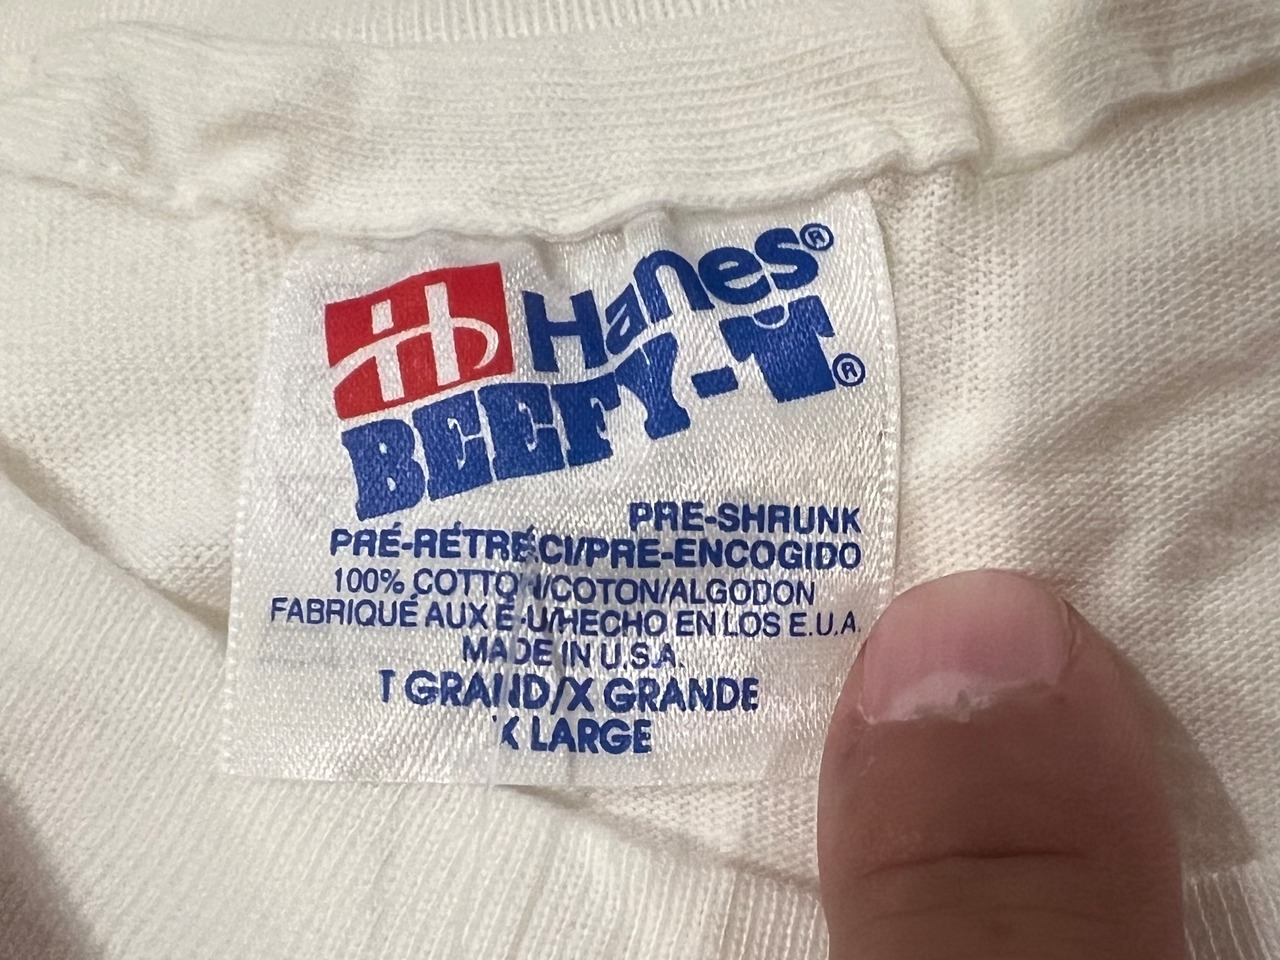 Hanes®
BEEFY-T®
PRE-SHRUNK
PRÉ-RÉTRÉCI/PRE-ENCOGIDO
100% COTTON/COTON/ALGODON
FABRIQUÉ AUX É-U/HECHO EN LOS E.U.A.
MADE IN U.S.A.
T GRAND/X GRANDE
X LARGE